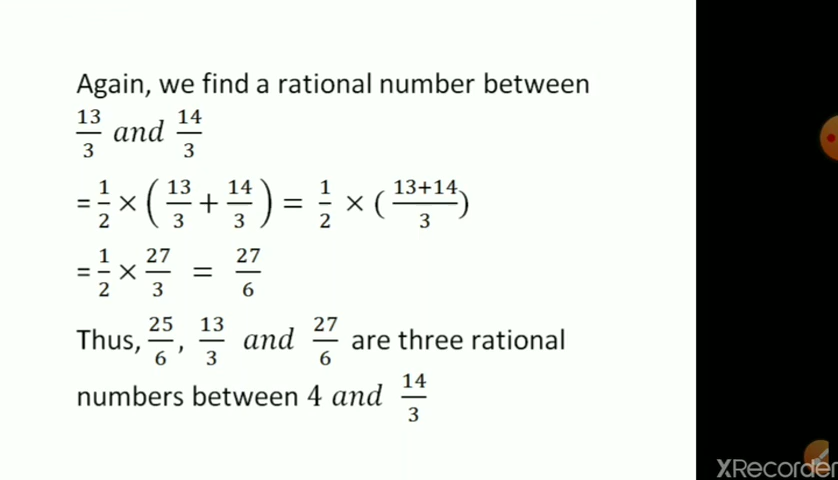 Again, we find a rational number between
13/3 and 14/3
= 1/2 × (13/3 + 14/3) = 1/2 × (13+14/3)
= 1/2 × 27/3 = 27/6
Thus, 25/6, 13/3 and 27/6 are three rational
numbers between 4 and 14/3
XRecorder